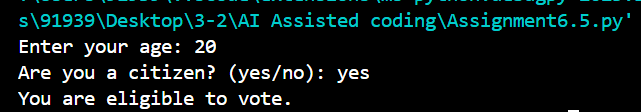 s\91939\Desktop\3-2\AI Assisted coding\Assignment6.5.py'
Enter your age: 20
Are you a citizen? (yes/no): yes
You are eligible to vote.